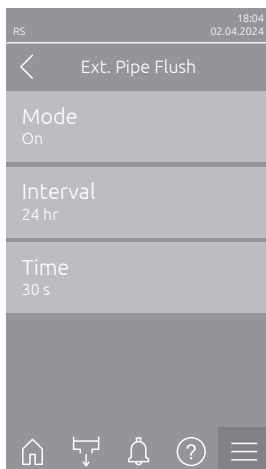 18:04
RS 02.04.2024
Ext. Pipe Flush
Mode
On
Interval
24 hr
Time
30 s
?